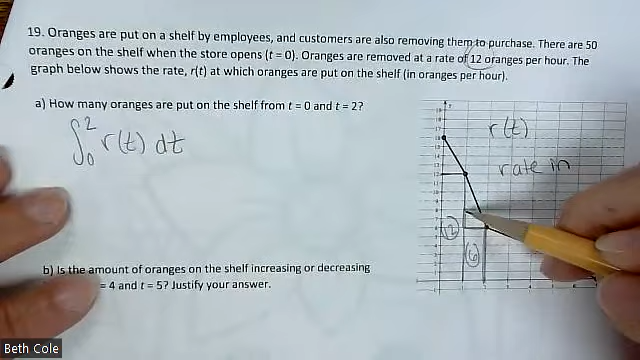 19. Oranges are put on a shelf by employees, and customers are also removing them to purchase. There are 50
oranges on the shelf when the store opens (t = 0). Oranges are removed at a rate of 12 oranges per hour. The
graph below shows the rate, r(t) at which oranges are put on the shelf (in oranges per hour).
a) How many oranges are put on the shelf from t = 0 and t = 2?
∫₀² r(t) dt
r(t)
rate in
12
6
b) Is the amount of oranges on the shelf increasing or decreasing
= 4 and t = 5? Justify your answer.
Beth Cole